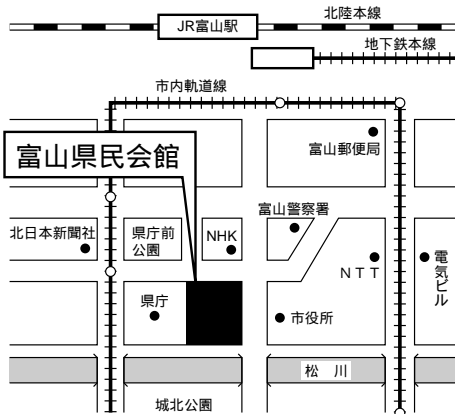 北陸本線
JR富山駅
地下鉄本線
市内軌道線
富山郵便局
富山県民会館
富山警察署
北日本新聞社
県庁前
公園
NHK
NTT
電気ビル
県庁
市役所
松 川
城北公園